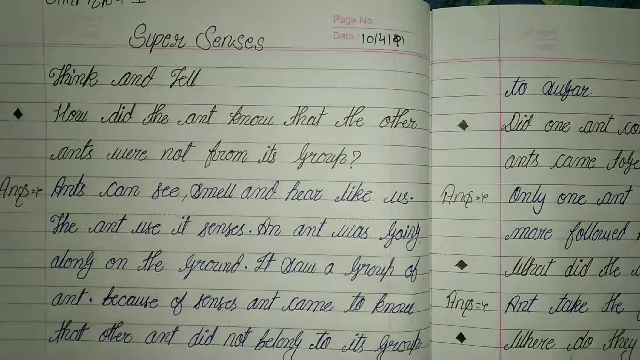 Page No.
Date 10/4/21
Super Senses
Think and Tell
How did the ant know that the other
ants were not from its group?
Ans=> Ants can see, smell and hear like us.
The ant use it senses. An ant was going
along on the ground. It saw a group of
ant. because of senses ant came to know
that other ant did not belong to its group
to
Did one ant
ants came
Ans=> Only one ant
more followed
What did the
Ans=> Ant take the
Where do they